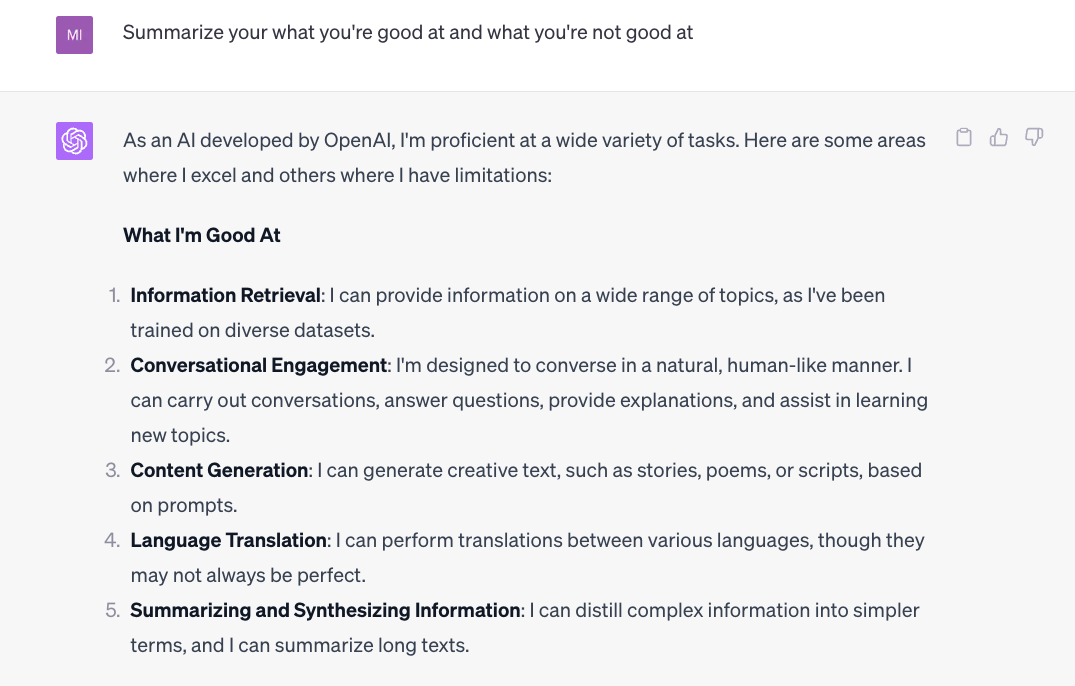 MI
Summarize your what you're good at and what you're not good at
As an AI developed by OpenAI, I'm proficient at a wide variety of tasks. Here are some areas
where I excel and others where I have limitations:
What I'm Good At
1. Information Retrieval: I can provide information on a wide range of topics, as I've been
trained on diverse datasets.
2. Conversational Engagement: I'm designed to converse in a natural, human-like manner. I
can carry out conversations, answer questions, provide explanations, and assist in learning
new topics.
3. Content Generation: I can generate creative text, such as stories, poems, or scripts, based
on prompts.
4. Language Translation: I can perform translations between various languages, though they
may not always be perfect.
5. Summarizing and Synthesizing Information: I can distill complex information into simpler
terms, and I can summarize long texts.